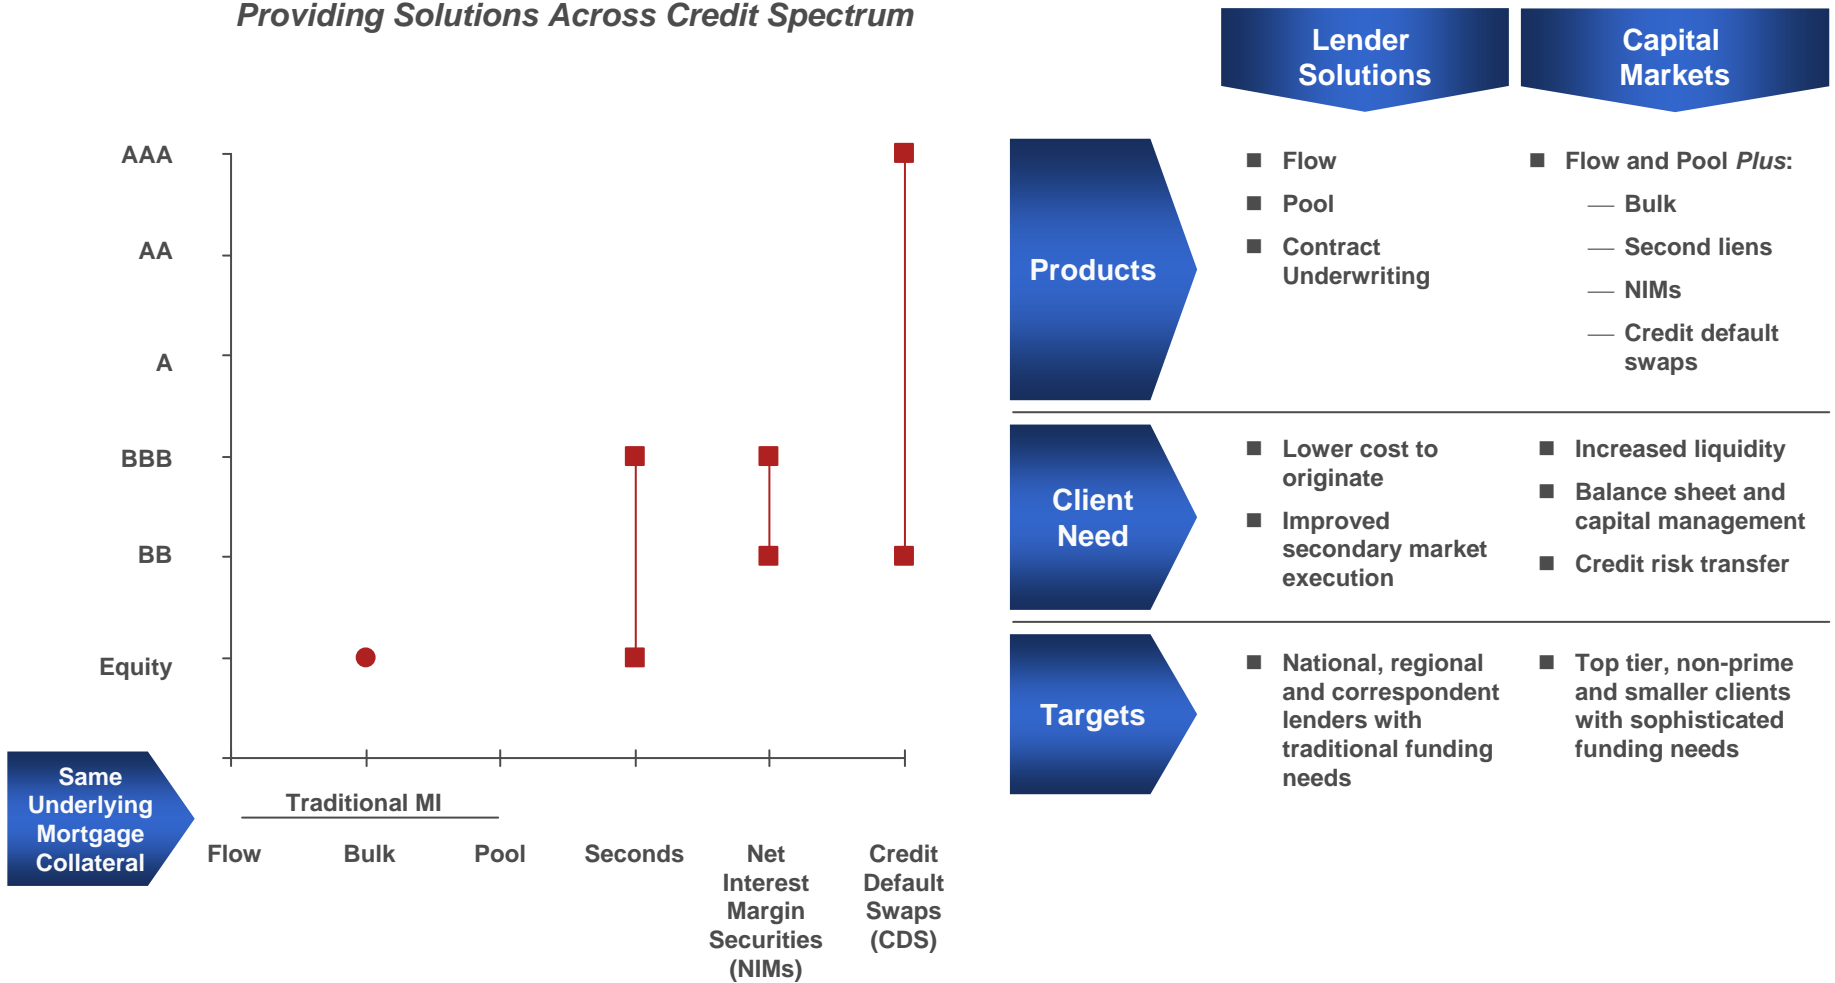 Providing Solutions Across Credit Spectrum
AAA
AA
A
BBB
BB
Equity
Same
Underlying
Mortgage
Collateral
Traditional MI
Flow
Bulk
Pool
Seconds
Net
Interest
Margin
Securities
(NIMs)
Credit
Default
Swaps
(CDS)
Lender
Solutions
Capital
Markets
Products
Flow
Pool
Contract
Underwriting
Flow and Pool Plus:
— Bulk
— Second liens
— NIMs
— Credit default
swaps
Client
Need
Lower cost to
originate
Improved
secondary market
execution
Increased liquidity
Balance sheet and
capital management
Credit risk transfer
Targets
National, regional
and correspondent
lenders with
traditional funding
needs
Top tier, non-prime
and smaller clients
with sophisticated
funding needs